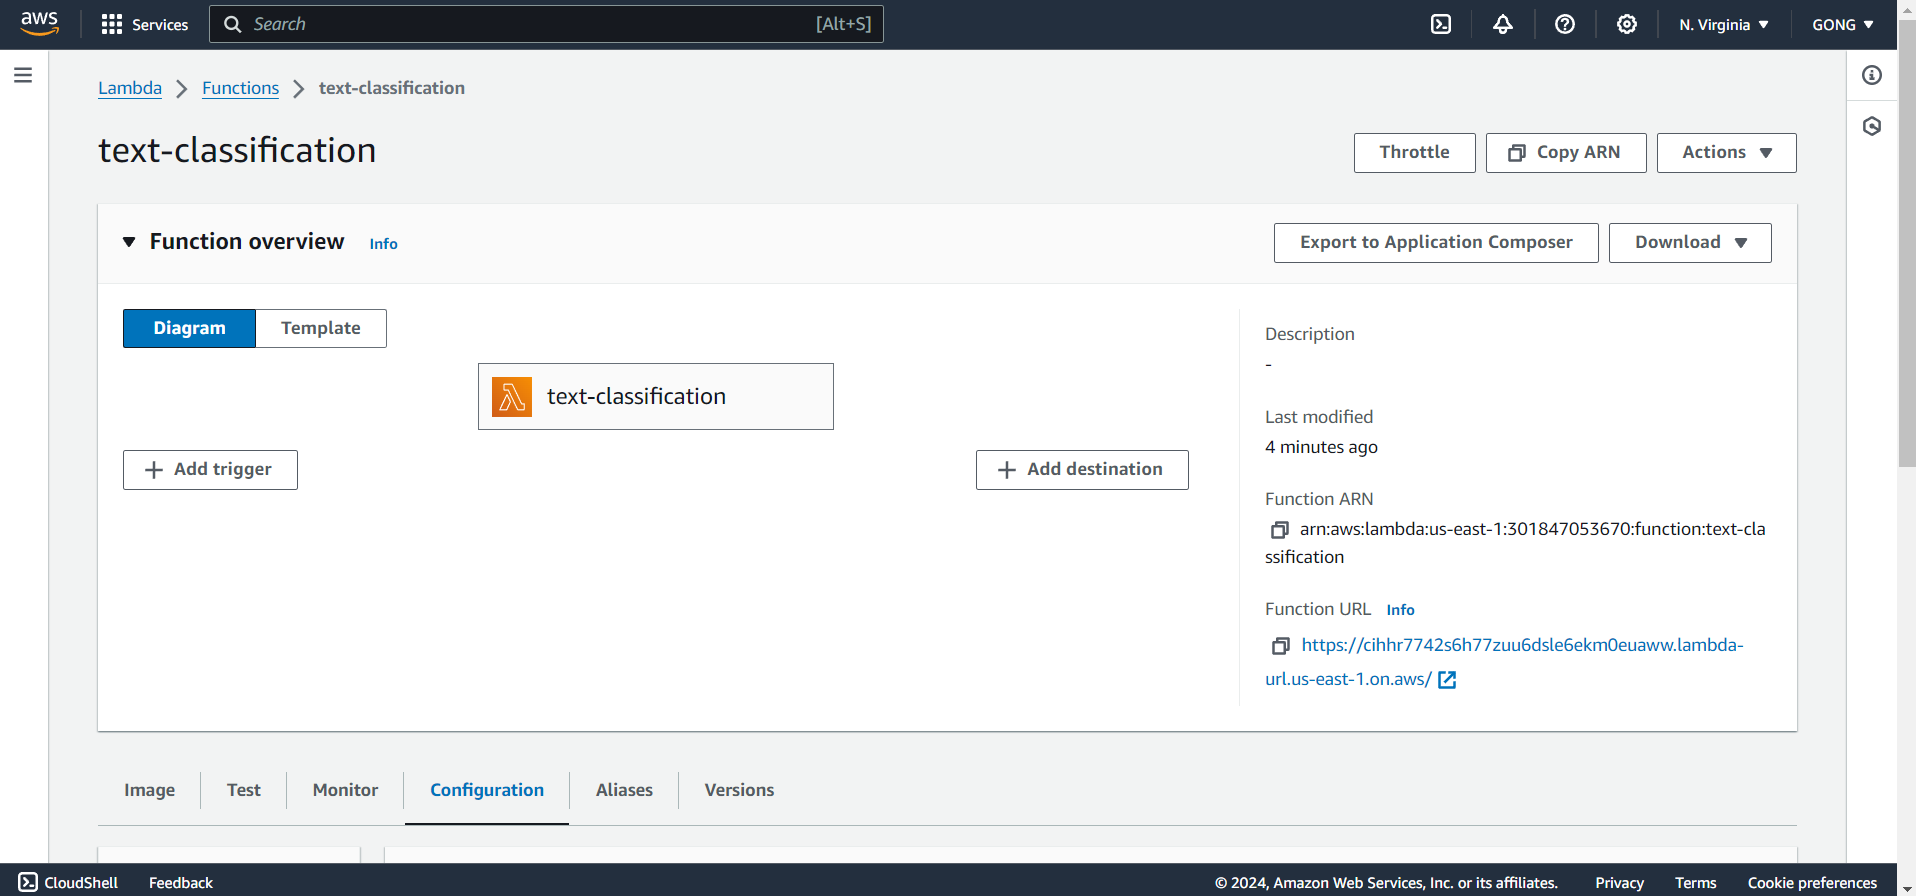 aws
Services
Search
[Alt+S]
N. Virginia
GONG
Lambda
Functions
text-classification
text-classification
Throttle
Copy ARN
Actions
Function overview
Info
Export to Application Composer
Download
Diagram
Template
text-classification
Add trigger
Add destination
Description
-
Last modified
4 minutes ago
Function ARN
arn:aws:lambda:us-east-1:301847053670:function:text-cla
ssification
Function URL
Info
https://cihhr7742s6h77zuu6dsle6ekm0euaww.lambda-
url.us-east-1.on.aws/
Image
Test
Monitor
Configuration
Aliases
Versions
CloudShell
Feedback
© 2024, Amazon Web Services, Inc. or its affiliates.
Privacy
Terms
Cookie preferences